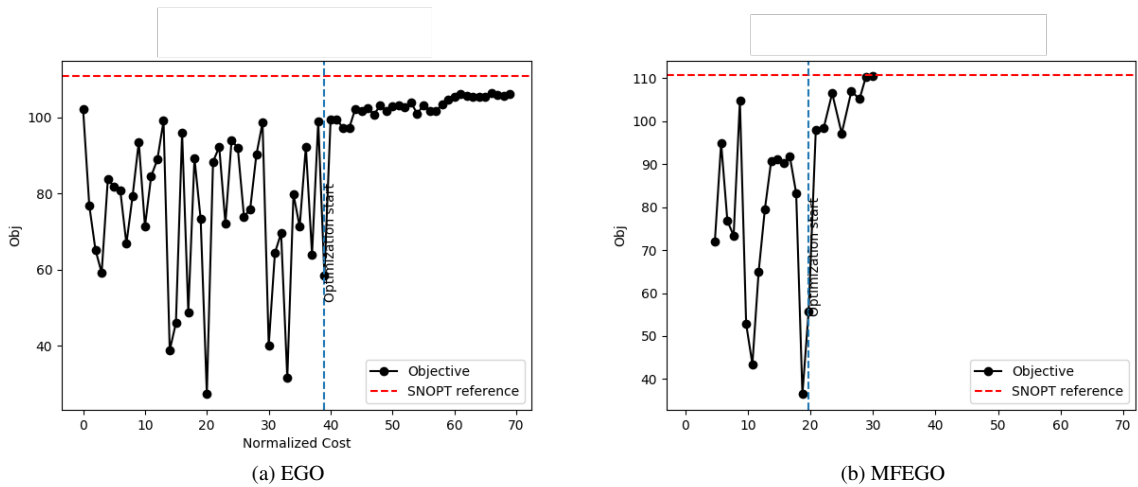 Obj
100
80
60
40
0 10 20 30 40 50 60 70
Normalized Cost
Optimization start
Objective
SNOPT reference
(a) EGO
Obj
110
100
90
80
70
60
50
40
0 10 20 30 40 50 60 70
Optimization start
Objective
SNOPT reference
(b) MFEGO